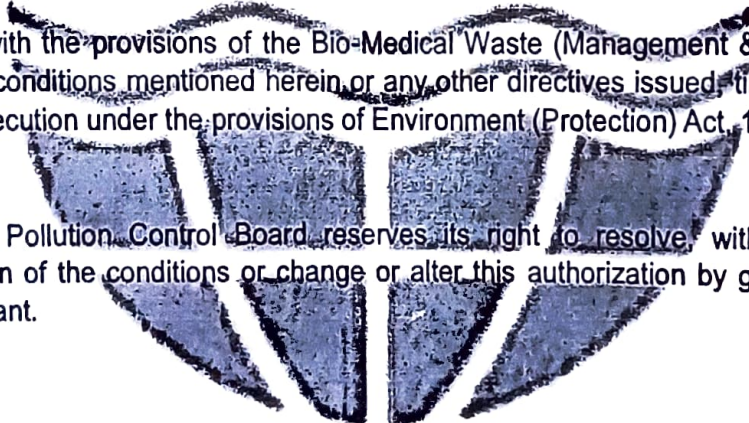 with the provisions of the Bio-Medical Waste (Management &
conditions mentioned herein or any other directives issued,
ecution under the provisions of Environment (Protection) Act,
Pollution Control Board reserves its right to resolve, with
n of the conditions or change or alter this authorization by g
ant.